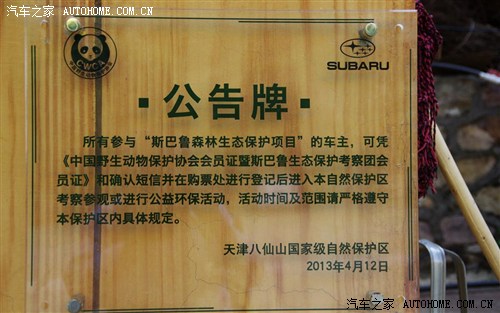 汽车之家 AUTOHOME.COM.CN
CWCA
SUBARU
公告牌
所有参与“斯巴鲁森林生态保护项目”的车主，可凭
《中国野生动物保护协会会员证暨斯巴鲁生态保护考察团会
员证》和确认短信并在购票处进行登记后进入本自然保护区
考察参观或进行公益环保活动，活动时间及范围请严格遵守
本保护区内具体规定。
天津八仙山国家级自然保护区
2013年4月12日
汽车之家 AUTOHOME.COM.CN